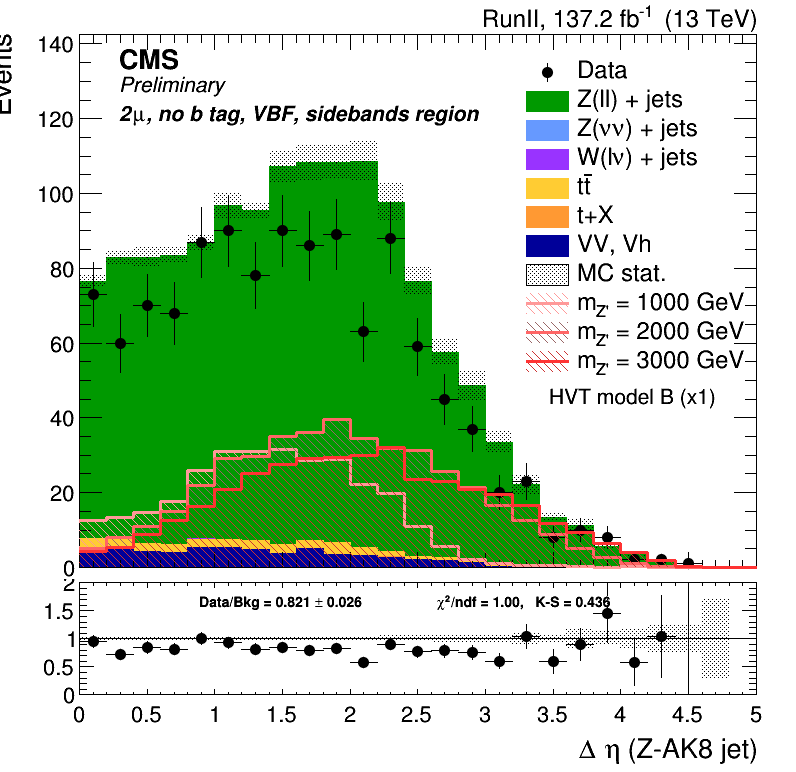 RunII, 137.2 fb⁻¹ (13 TeV)
Events
CMS
Preliminary
2μ, no b tag, VBF, sidebands region
Data
Z(ll) + jets
Z(νν) + jets
W(lν) + jets
tt̄
t+X
VV, Vh
MC stat.
m_Z' = 1000 GeV
m_Z' = 2000 GeV
m_Z' = 3000 GeV
HVT model B (x1)
140
120
100
80
60
40
20
0
Data/Bkg = 0.821 ± 0.026
χ²/ndf = 1.00, K-S = 0.436
2
1.5
1
0.5
0
0 0.5 1 1.5 2 2.5 3 3.5 4 4.5 5
Δ η (Z-AK8 jet)